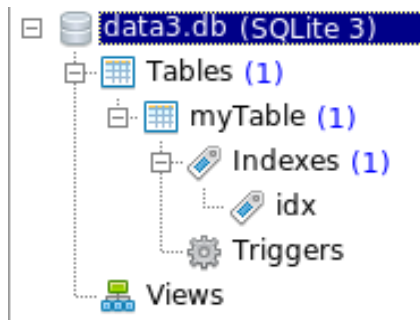 data3.db (SQLite 3)
Tables (1)
myTable (1)
Indexes (1)
idx
Triggers
Views